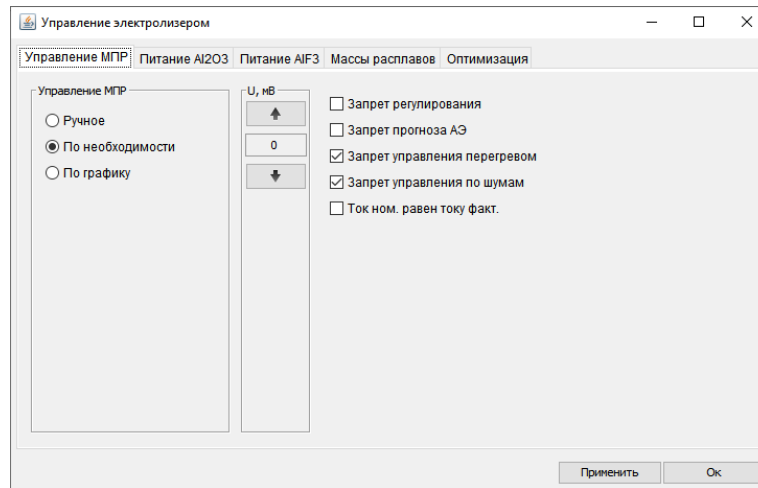 Управление электролизером
Управление МПР Питание Al2O3 Питание AlF3 Массы расплавов Оптимизация
Управление МПР
Ручное
По необходимости
По графику
U, мВ
0
Запрет регулирования
Запрет прогноза АЭ
Запрет управления перегревом
Запрет управления по шумам
Ток ном. равен току факт.
Применить Ок